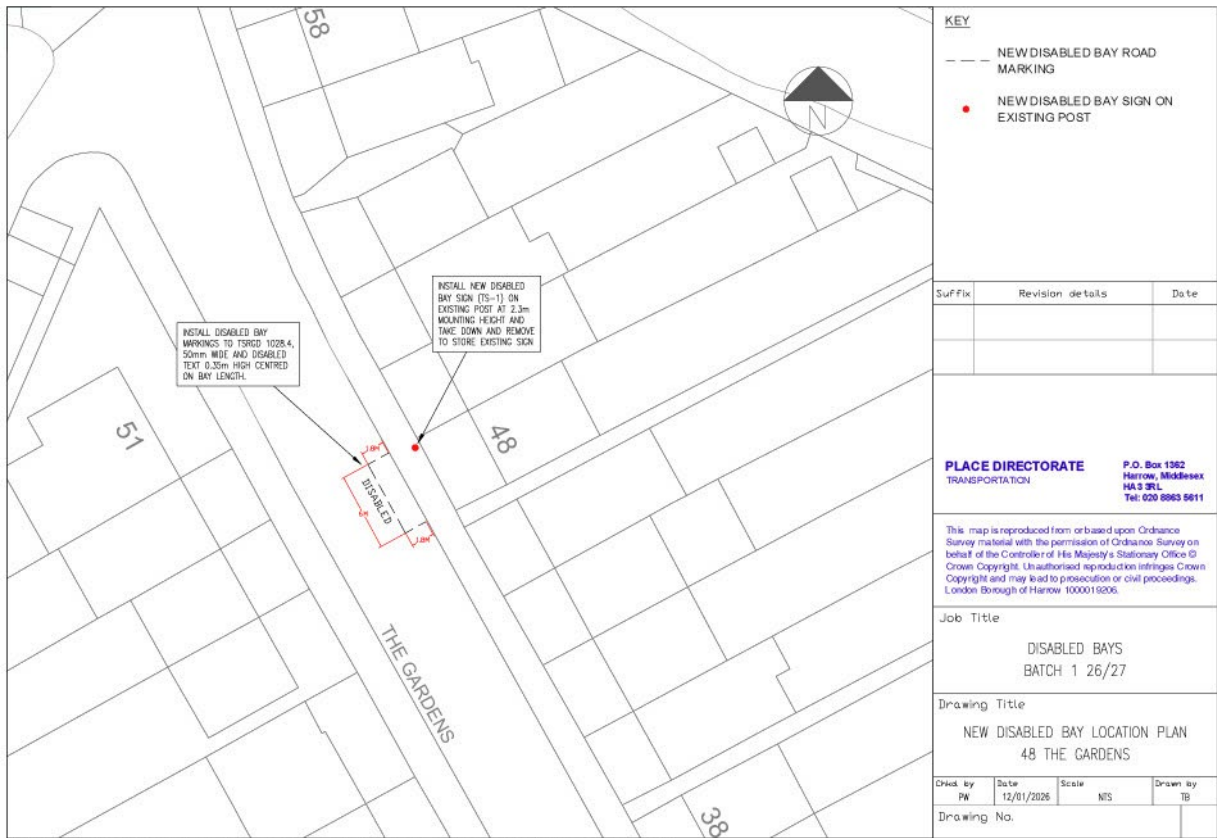 58
INSTALL NEW DISABLED
BAY SIGN (TS-1) ON
EXISTING POST AT 2.3m
MOUNTING HEIGHT AND
TAKE DOWN AND REMOVE
TO STORE EXISTING SIGN
INSTALL DISABLED BAY
MARKINGS TO TSRGD 1028.4,
50mm WIDE AND DISABLED
TEXT 0.35m HIGH CENTRED
ON BAY LENGTH.
51
48
1.8M
DISABLED
6M
1.8M
THE GARDENS
38
N
KEY
NEW DISABLED BAY ROAD
MARKING
NEW DISABLED BAY SIGN ON
EXISTING POST
Suffix Revision details Date
PLACE DIRECTORATE
TRANSPORTATION
P.O. Box 1362
Harrow, Middlesex
HA3 3RL
Tel: 020 8863 5611
This map is reproduced from or based upon Ordnance
Survey material with the permission of Ordnance Survey on
behalf of the Controller of His Majesty's Stationary Office ©
Crown Copyright. Unauthorised reproduction infringes Crown
Copyright and may lead to prosecution or civil proceedings.
London Borough of Harrow 1000019206.
Job Title
DISABLED BAYS
BATCH 1 26/27
Drawing Title
NEW DISABLED BAY LOCATION PLAN
48 THE GARDENS
Chkd. by Date Scale Drawn by
PW 12/01/2026 NTS TB
Drawing No.